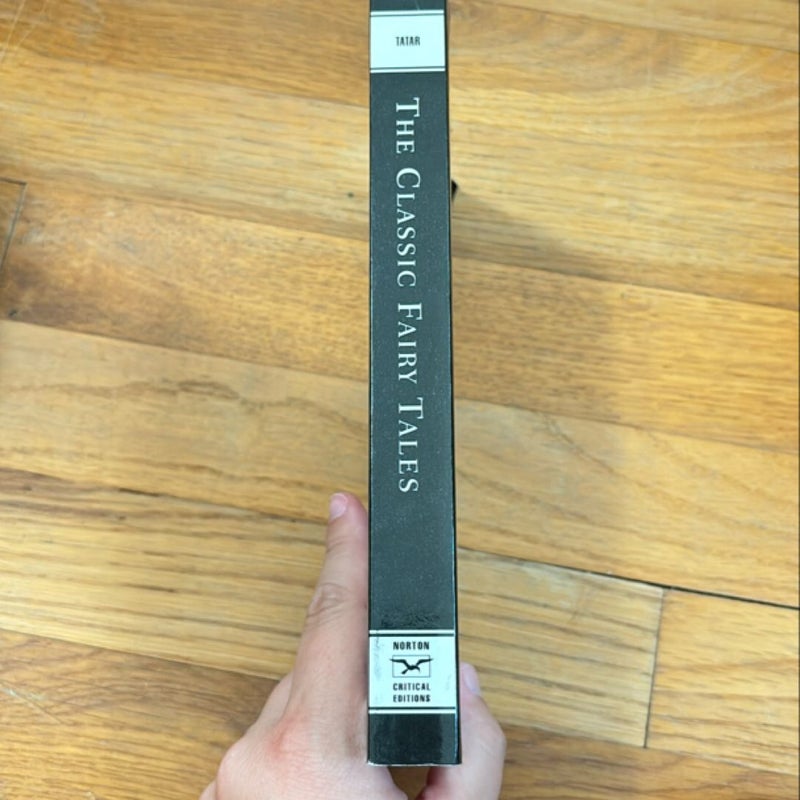 TATAR
THE CLASSIC FAIRY TALES
NORTON
CRITICAL
EDITIONS